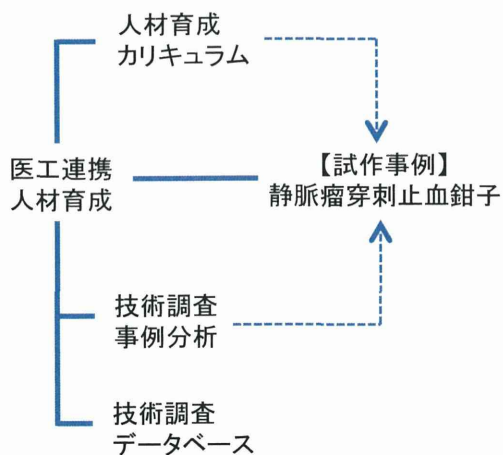 人材育成
カリキュラム
医工連携
人材育成
【試作事例】
静脈瘤穿刺止血鉗子
技術調査
事例分析
技術調査
データベース